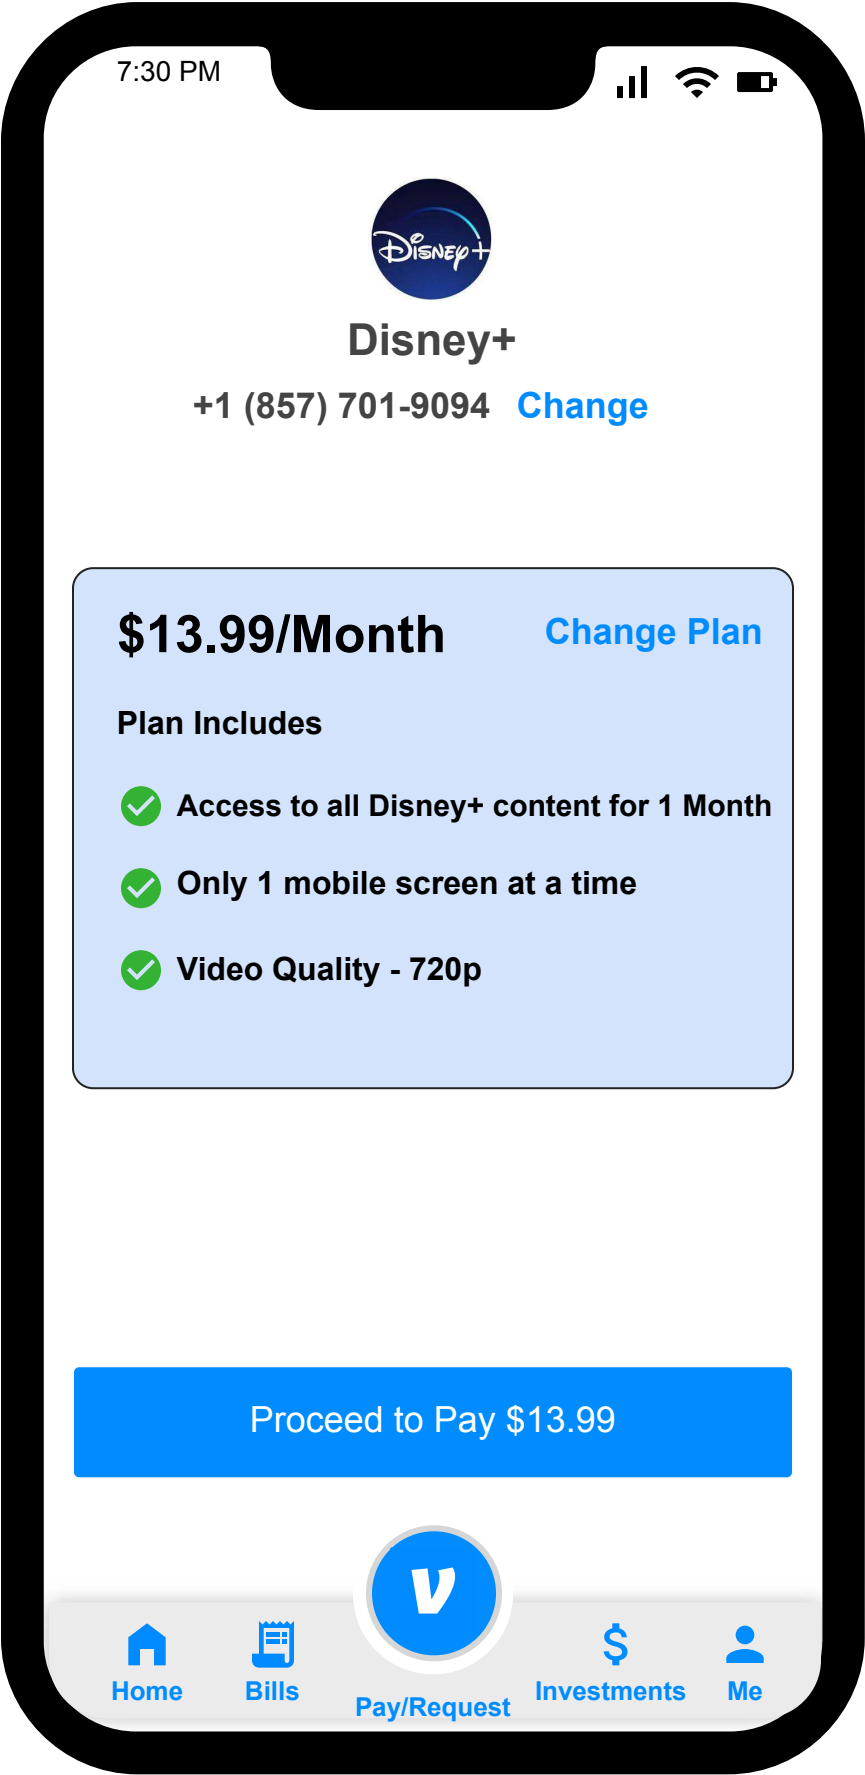 7:30 PM
Disney+
Disney+
+1 (857) 701-9094 Change
$13.99/Month Change Plan
Plan Includes
Access to all Disney+ content for 1 Month
Only 1 mobile screen at a time
Video Quality - 720p
Proceed to Pay $13.99
V
$
Home Bills Pay/Request Investments Me